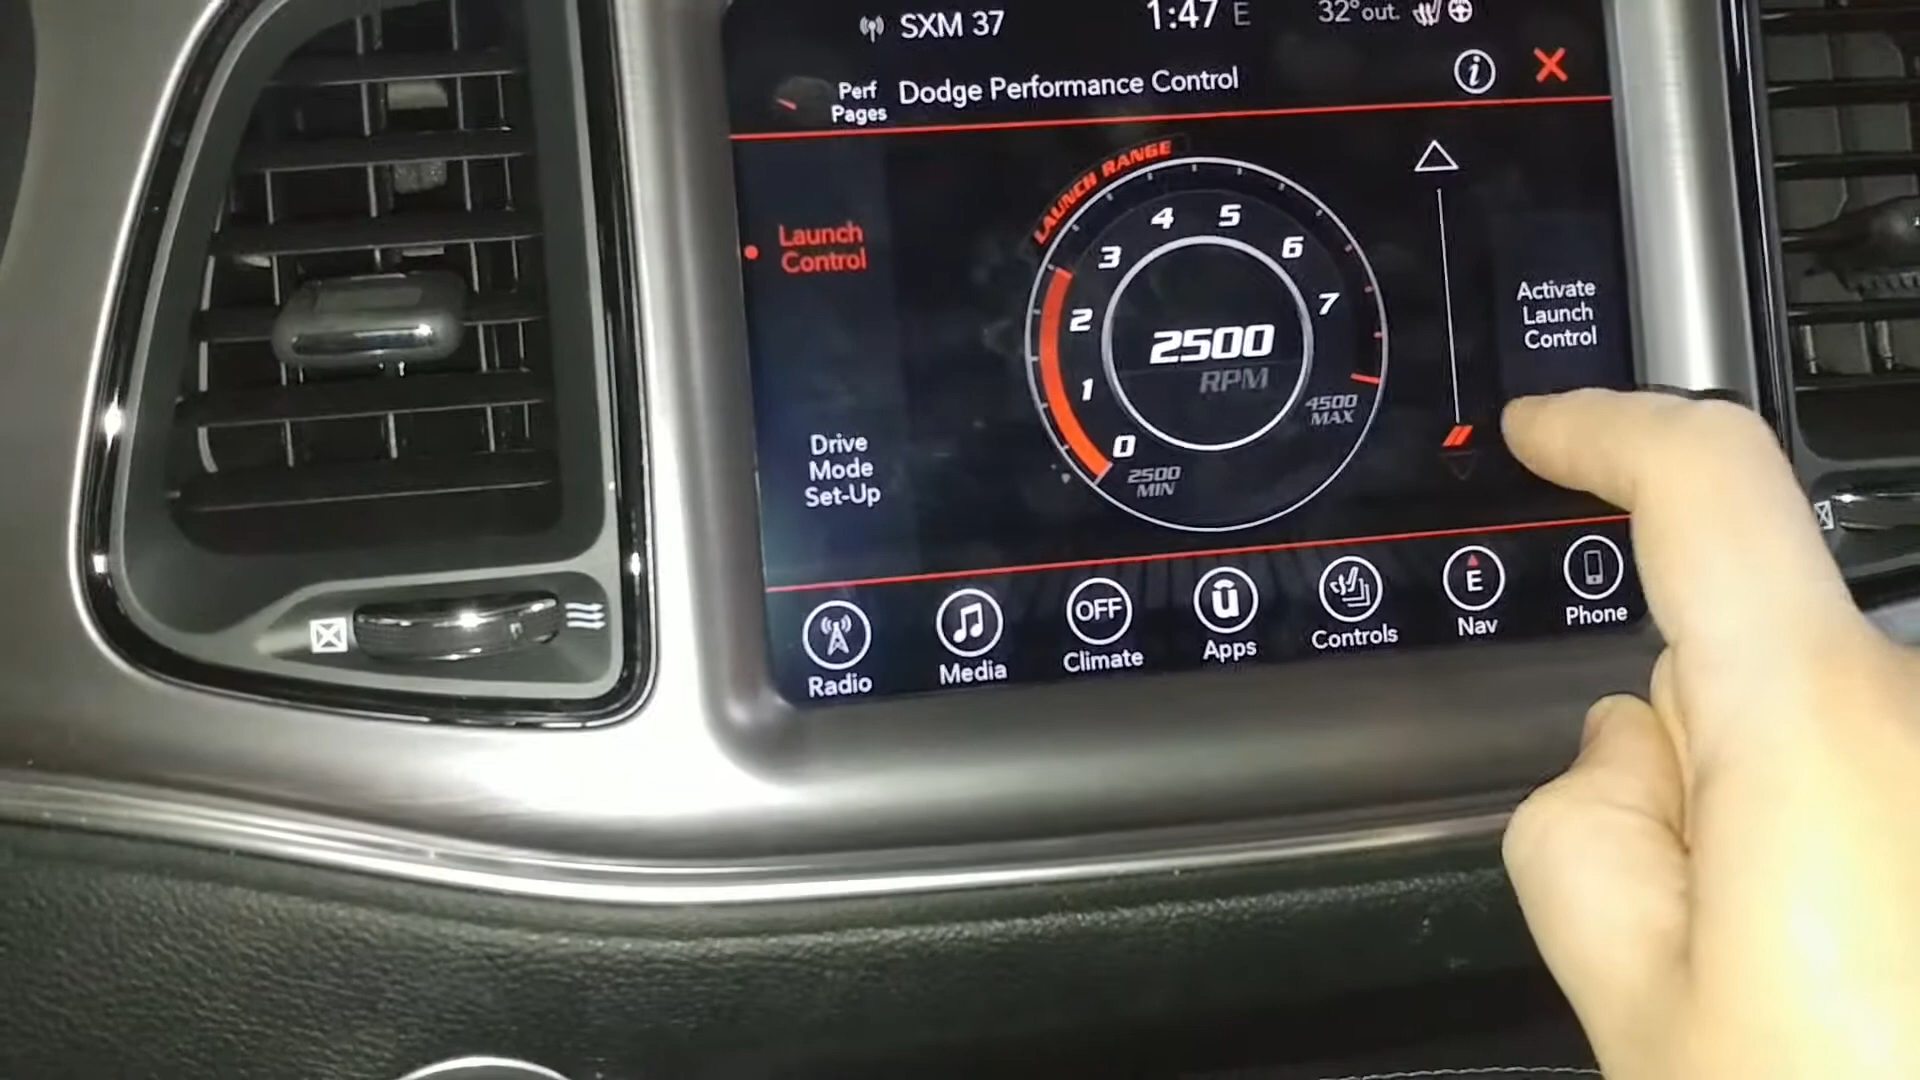 SXM 37
1:47 E
32° out.
Perf
Pages
Dodge Performance Control
i
LAUNCH RANGE
Launch
Control
0
1
2
3
4
5
6
7
2500
RPM
2500
MIN
4500
MAX
Activate
Launch
Control
Drive
Mode
Set-Up
Radio
Media
OFF
Climate
u
Apps
Controls
E
Nav
Phone